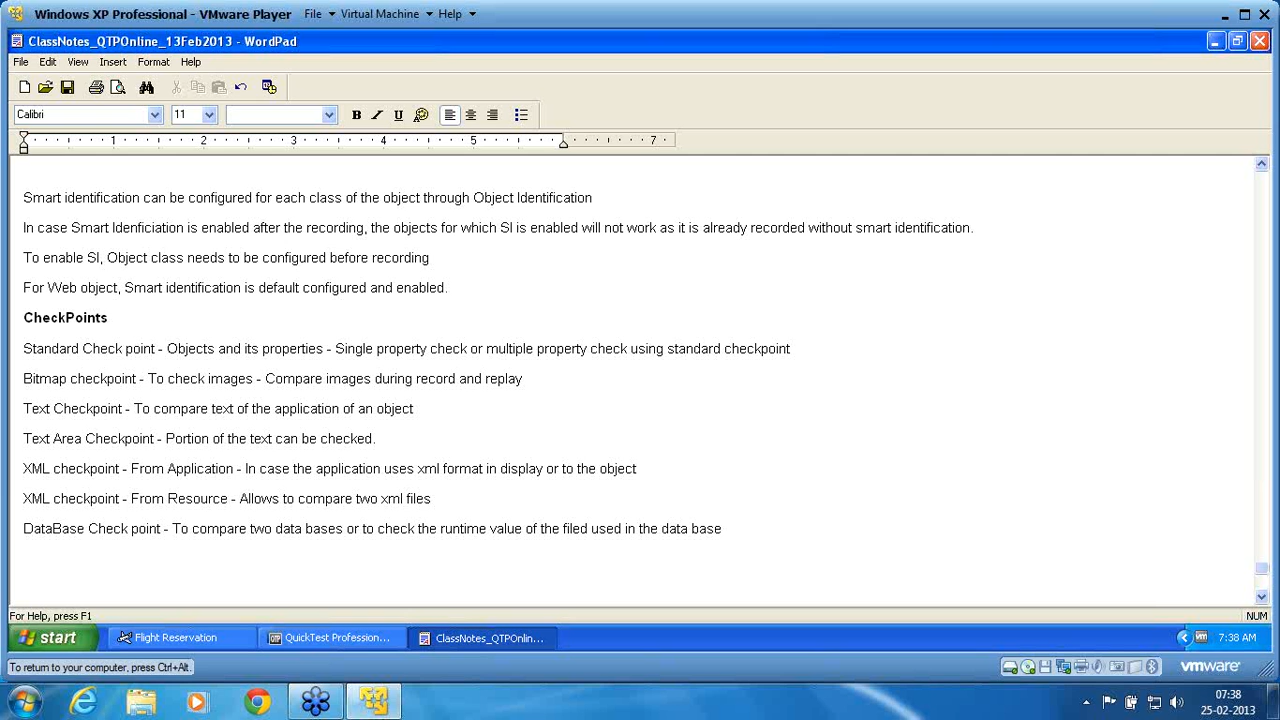 Windows XP Professional - VMware Player File Virtual Machine Help
ClassNotes_QTPOnline_13Feb2013 - WordPad
File Edit View Insert Format Help
Calibri 11
1 2 3 4 5 7
Smart identification can be configured for each class of the object through Object Identification
In case Smart Idenficiation is enabled after the recording, the objects for which SI is enabled will not work as it is already recorded without smart identification.
To enable SI, Object class needs to be configured before recording
For Web object, Smart identification is default configured and enabled.
CheckPoints
Standard Check point - Objects and its properties - Single property check or multiple property check using standard checkpoint
Bitmap checkpoint - To check images - Compare images during record and replay
Text Checkpoint - To compare text of the application of an object
Text Area Checkpoint - Portion of the text can be checked.
XML checkpoint - From Application - In case the application uses xml format in display or to the object
XML checkpoint - From Resource - Allows to compare two xml files
DataBase Check point - To compare two data bases or to check the runtime value of the filed used in the data base
For Help, press F1 NUM
start Flight Reservation QuickTest Profession... ClassNotes_QTPOnlin... 7:38 AM
To return to your computer, press Ctrl+Alt. vmware
07:38
25-02-2013